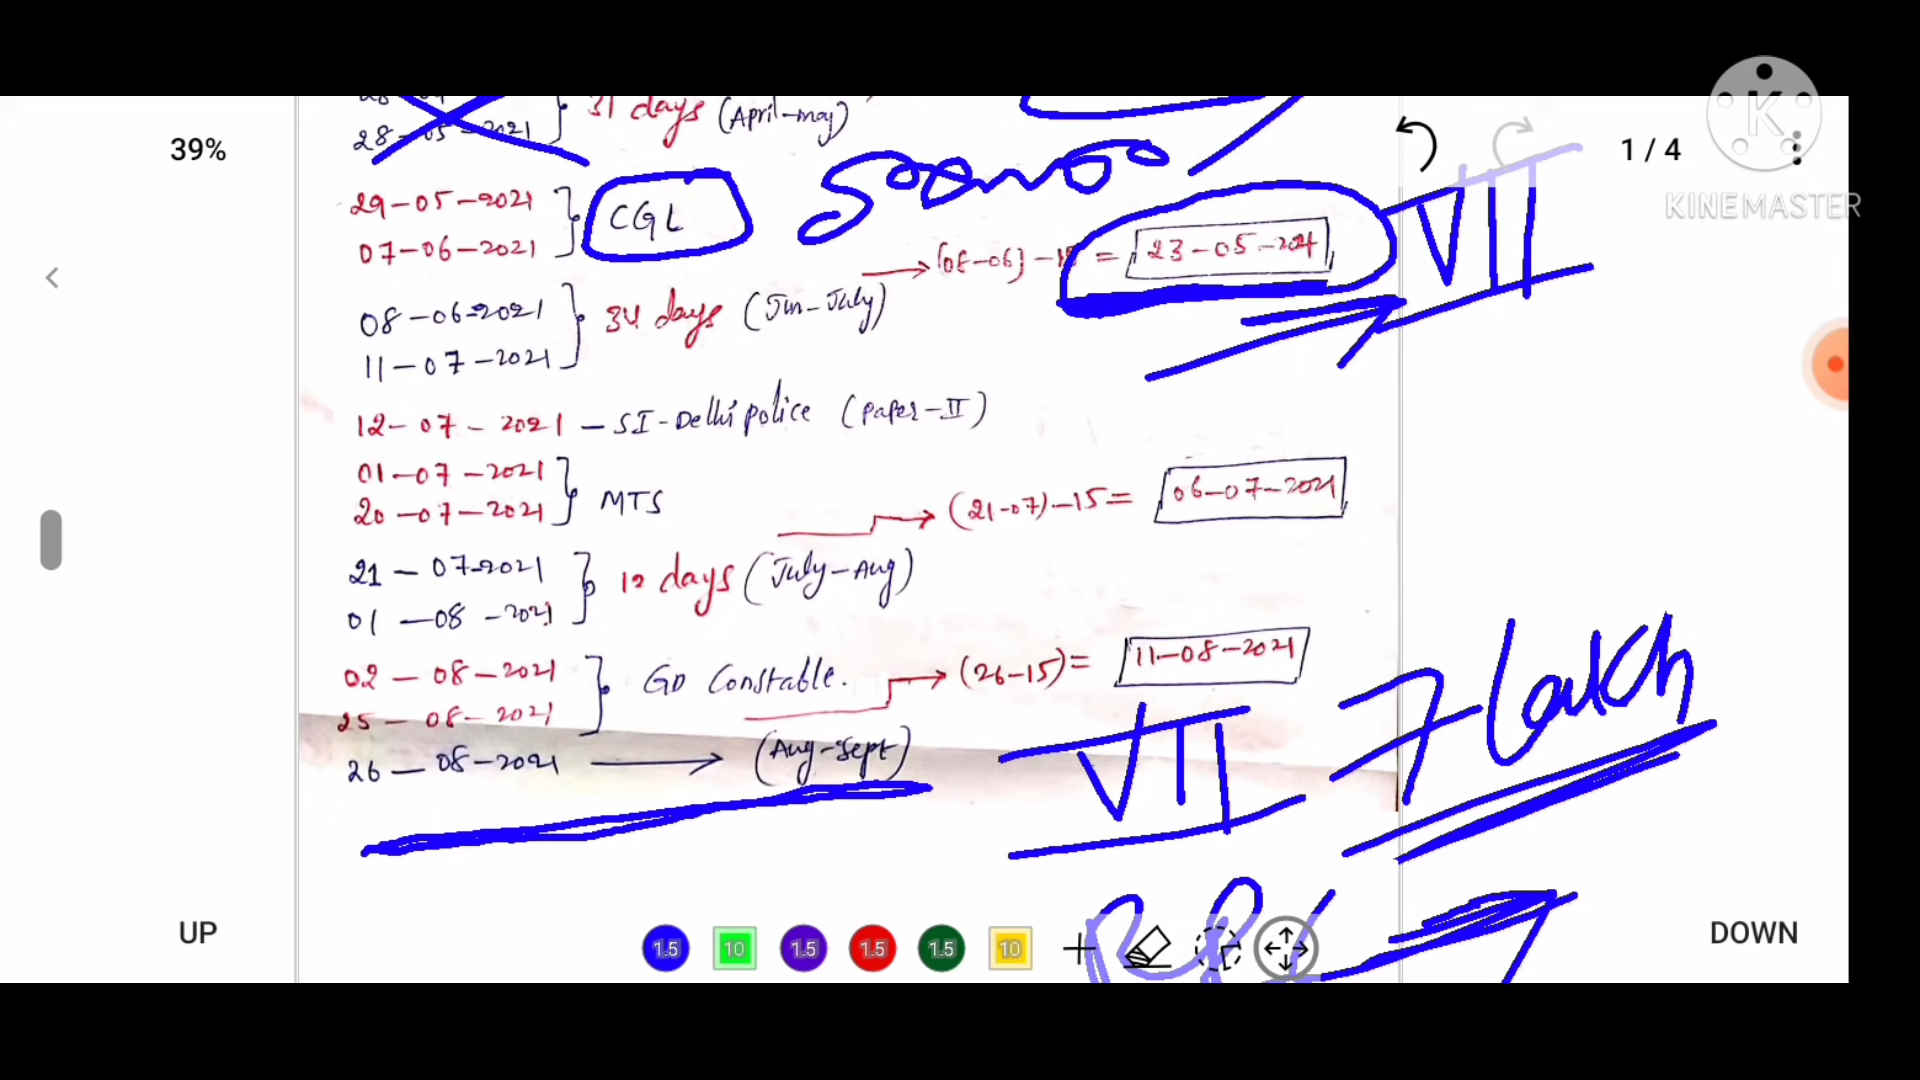 39%
1 / 4
KINEMASTER
31 days (April-may)
28-05-2021
29-05-2021
07-06-2021
CGL
VII
→(08-06)-15 = 23-05-2021
08-06-2021
11-07-2021
34 days (Jun-July)
12-07-2021 - SI-Delhi police (Paper-II)
01-07-2021
20-07-2021
MTS
→ (21-07)-15= 06-07-2021
21-07-2021
01-08-2021
12 days (July-Aug)
02-08-2021
25-08-2021
GD Constable.
→ (26-15)= 11-08-2021
26-08-2021 → (Aug-Sept)
VII
7 Lakh
UP
1.5 10 1.5 1.5 1.5 10
DOWN